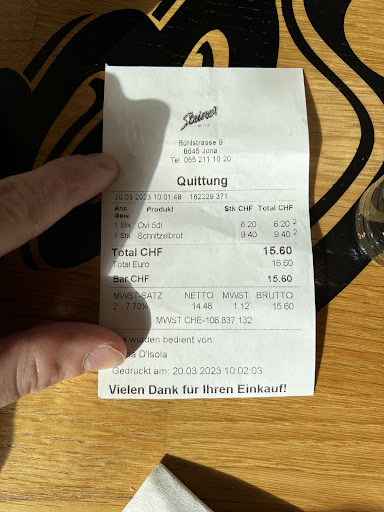 Steiner
Bühlstrasse 9
8645 Jona
Tel. 055 211 10 20
Quittung
20.03.2023 10:01:48 162329.371
Anz. Produkt Stk CHF Total CHF
Gew.
1 Stk Ovi 5dl 6.20 6.20 2
1 Stk Schnitzelbrot 9.40 9.40 2
Total CHF 15.60
Total Euro 16.60
Bar CHF 15.60
MWST-SATZ NETTO MWST BRUTTO
2 7.70% 14.48 1.12 15.60
MWST CHE-106.837.132
wurden bedient von:
D'Isola
Gedruckt am: 20.03.2023 10:02:03
Vielen Dank für Ihren Einkauf!